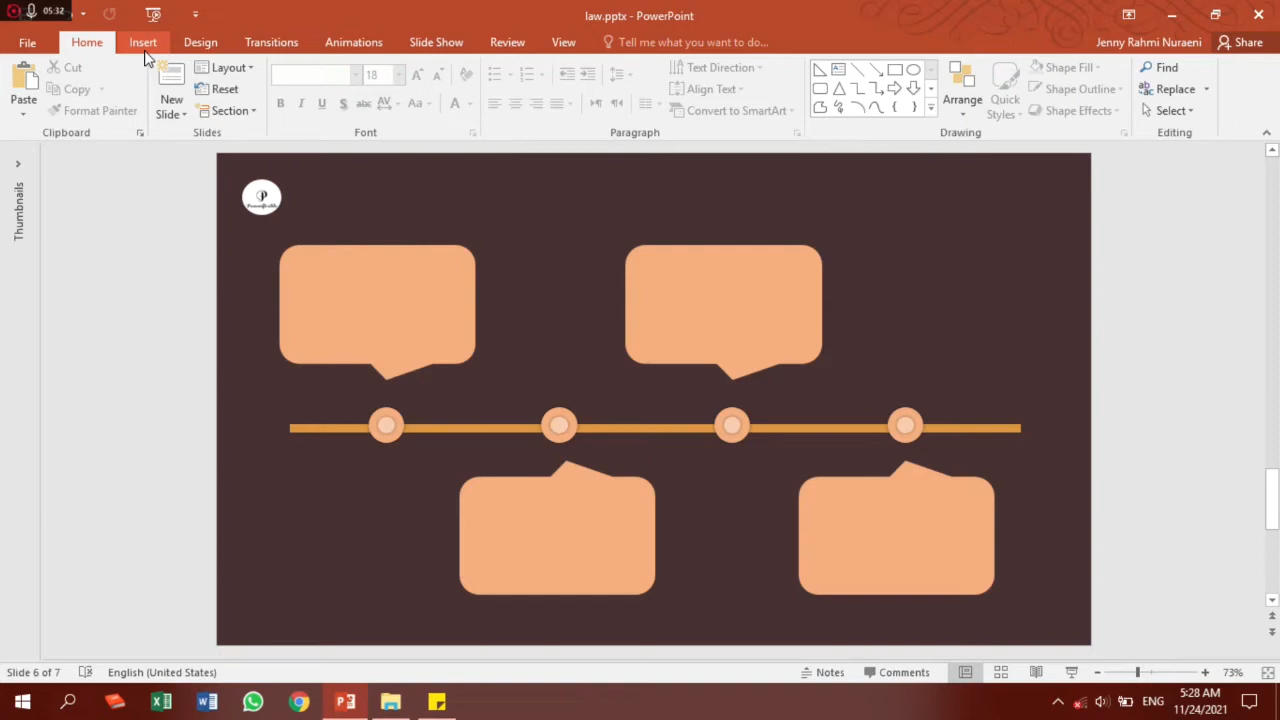 05:32
law.pptx - PowerPoint
File
Home
Insert
Design
Transitions
Animations
Slide Show
Review
View
Tell me what you want to do...
Jenny Rahmi Nuraeni
Share
Paste
Cut
Copy
Format Painter
Clipboard
New
Slide
Layout
Reset
Section
Slides
18
B I U S abc AV Aa A
Font
Text Direction
Align Text
Convert to SmartArt
Paragraph
Arrange
Quick
Styles
Shape Fill
Shape Outline
Shape Effects
Drawing
Find
Replace
Select
Editing
Thumbnails
P
Slide 6 of 7
English (United States)
Notes
Comments
73%
ENG
5:28 AM
11/24/2021